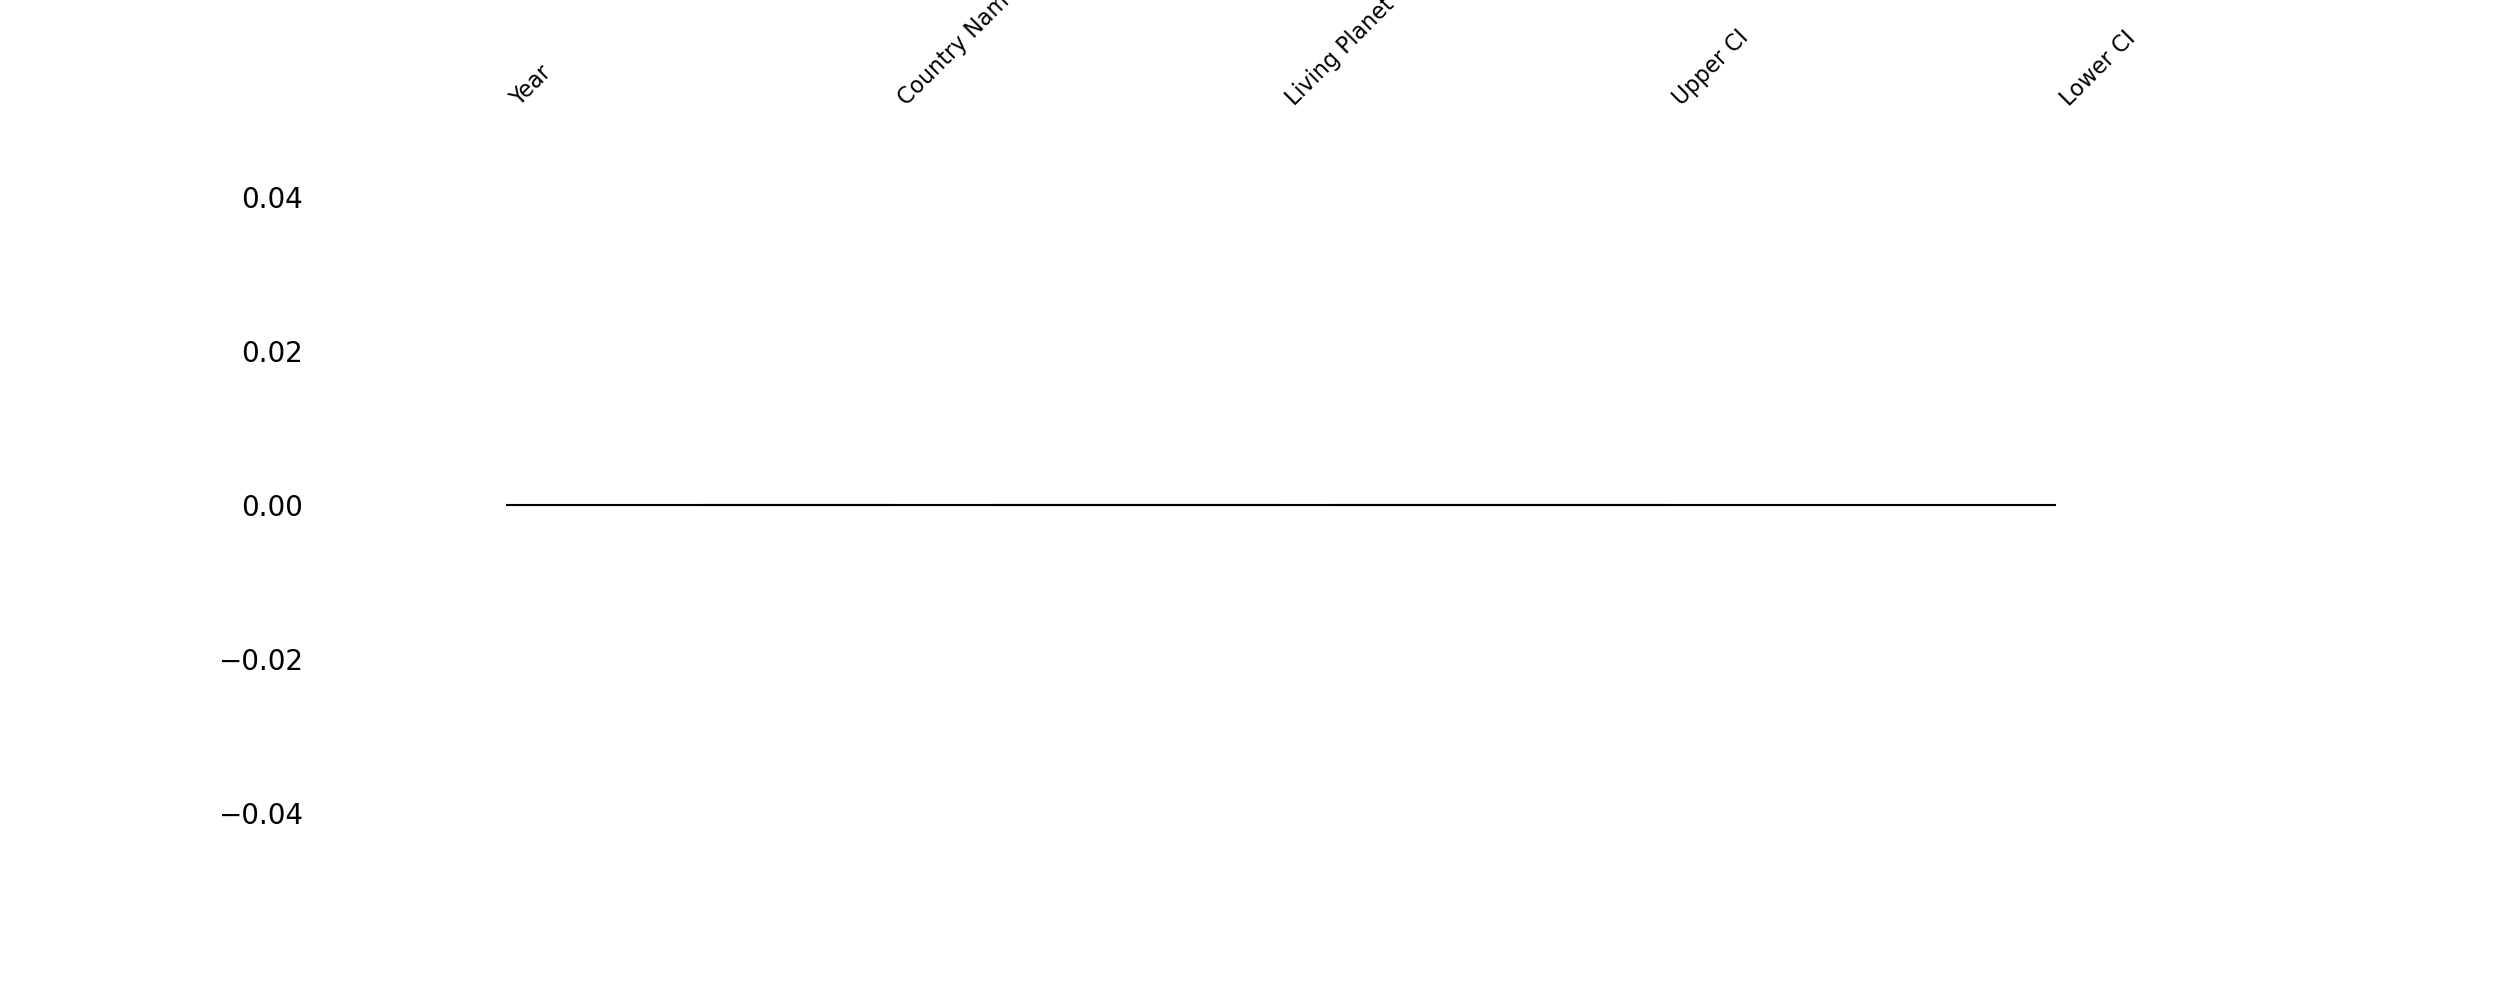 Year
Country Nam
Living Planet
Upper CI
Lower CI
0.04
0.02
0.00
−0.02
−0.04